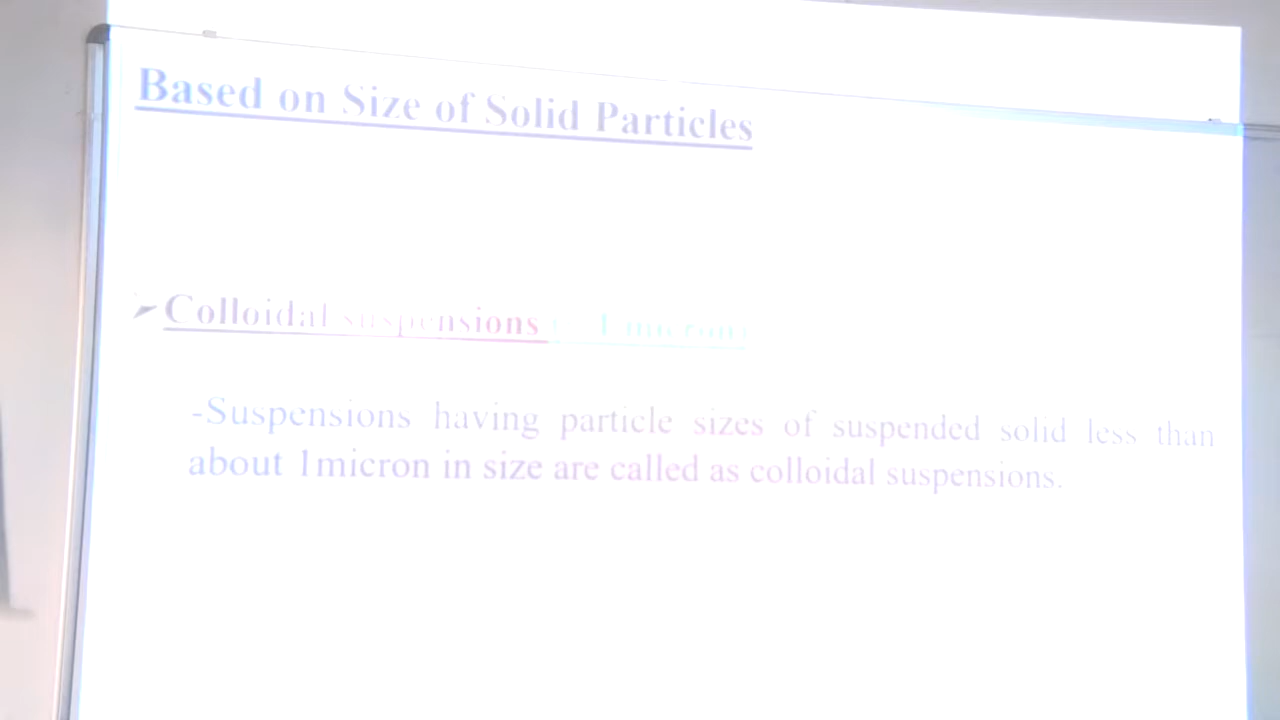 Based on Size of Solid Particles
➢Colloidal suspensions ( 1 micron)
-Suspensions having particle sizes of suspended solid less than
about 1micron in size are called as colloidal suspensions.